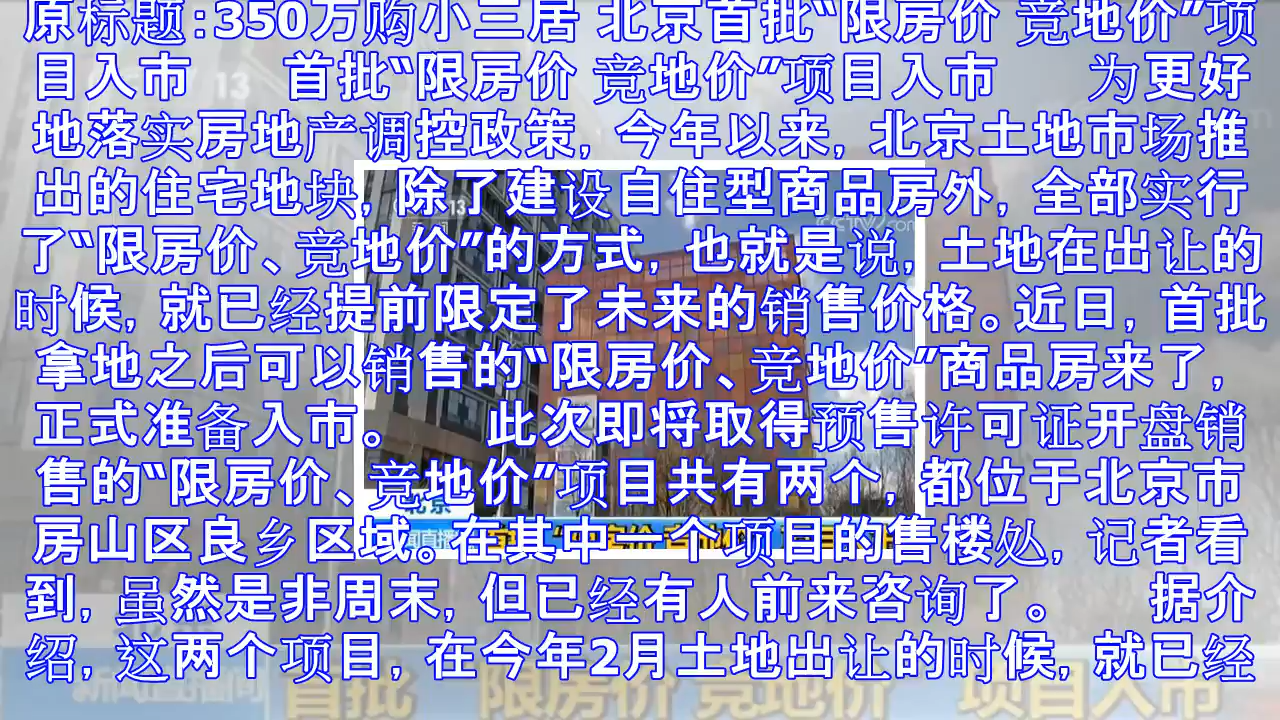 原标题:350万购小三居 北京首批“限房价 竞地价”项
目入市 首批“限房价 竞地价”项目入市 为更好
地落实房地产调控政策, 今年以来, 北京土地市场推
出的住宅地块, 除了建设自住型商品房外, 全部实行
了“限房价、竞地价”的方式, 也就是说, 土地在出让的
时候, 就已经提前限定了未来的销售价格。近日, 首批
拿地之后可以销售的“限房价、竞地价”商品房来了,
正式准备入市。 此次即将取得预售许可证开盘销
售的“限房价、竞地价”项目共有两个, 都位于北京市
房山区良乡区域。在其中一个项目的售楼处, 记者看
到, 虽然是非周末, 但已经有人前来咨询了。 据介
绍, 这两个项目, 在今年2月土地出让的时候, 就已经
首批 限房价 竞地价 项目入市